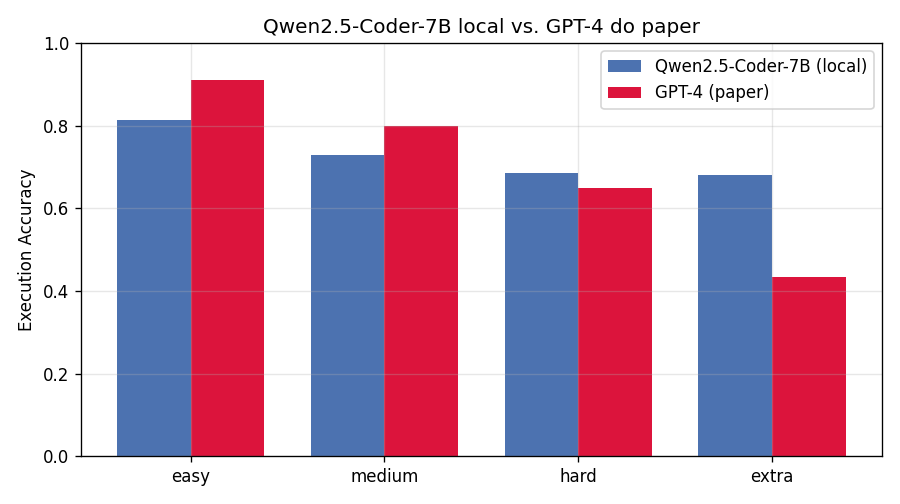 Qwen2.5-Coder-7B local vs. GPT-4 do paper
Qwen2.5-Coder-7B (local)
GPT-4 (paper)
Execution Accuracy
1.0
0.8
0.6
0.4
0.2
0.0
easy medium hard extra